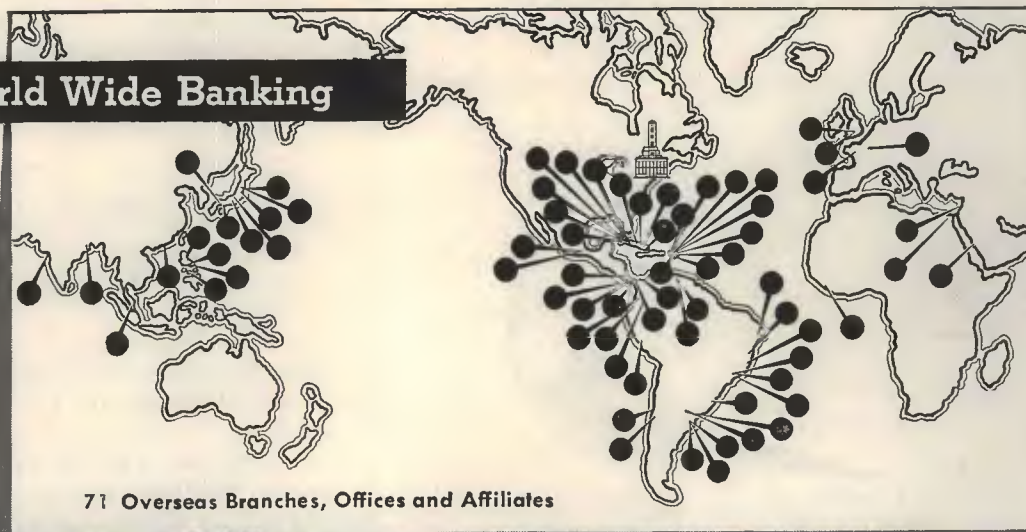 rld Wide Banking
71 Overseas Branches, Offices and Affiliates